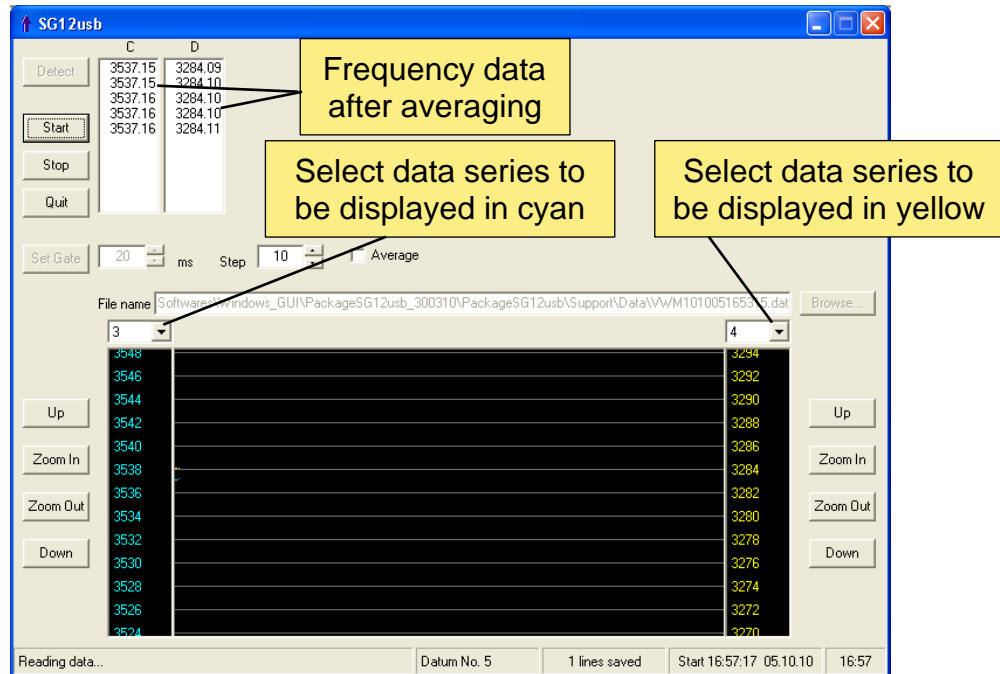 SG12usb
C D
Detect
3537.15 3284.09
3537.15 3284.10
3537.16 3284.10
3537.16 3284.10
3537.16 3284.11
Frequency data
after averaging
Start
Stop
Quit
Select data series to
be displayed in cyan
Select data series to
be displayed in yellow
Set Gate 20 ms Step 10 Average
File name Browse...
3 4
3548 3294
3546 3292
3544 3290
Up 3542 3288 Up
3540 3286
Zoom In 3538 3284 Zoom In
3536 3282
Zoom Out 3534 3280 Zoom Out
3532 3278
Down 3530 3276 Down
3528 3274
3526 3272
3524 3270
Reading data... Datum No. 5 1 lines saved Start 16:57:17 05.10.10 16:57